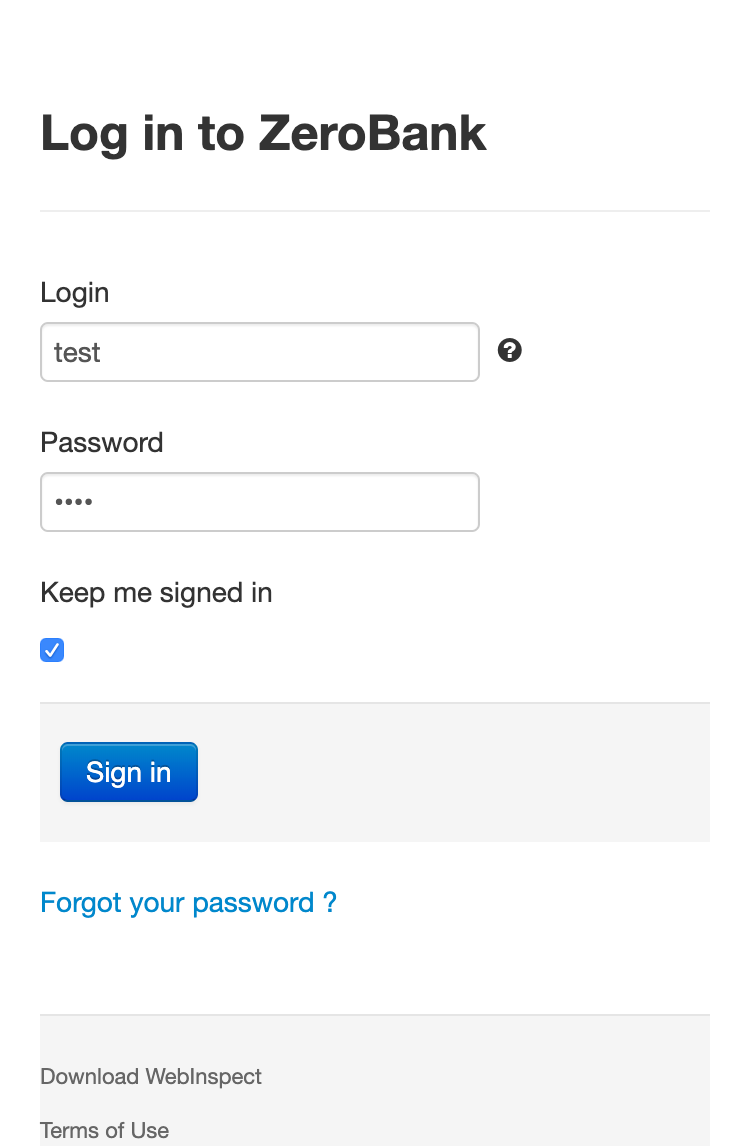 Log in to ZeroBank
Login
test
Password
••••
Keep me signed in
Sign in
Forgot your password ?
Download WebInspect
Terms of Use